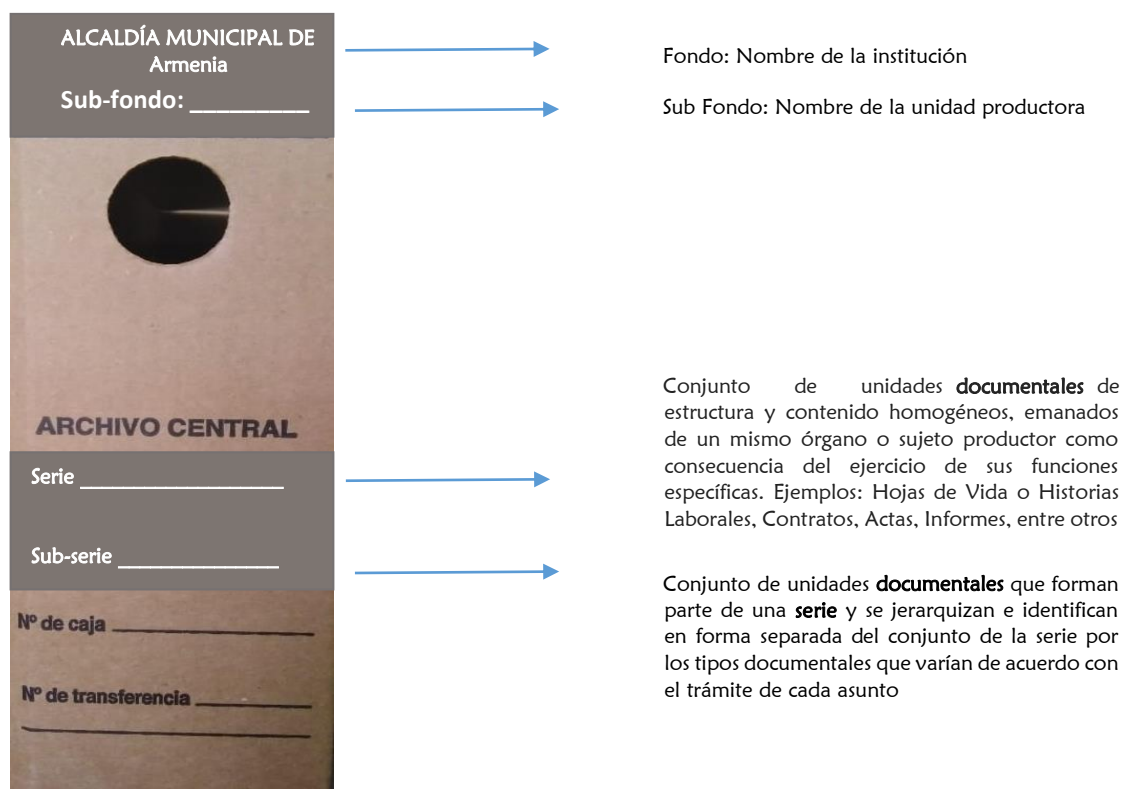 ALCALDÍA MUNICIPAL DE
Armenia
Sub-fondo: _________
Fondo: Nombre de la institución
Sub Fondo: Nombre de la unidad productora
ARCHIVO CENTRAL
Serie ___________________
Conjunto de unidades documentales de
estructura y contenido homogéneos, emanados
de un mismo órgano o sujeto productor como
consecuencia del ejercicio de sus funciones
específicas. Ejemplos: Hojas de Vida o Historias
Laborales, Contratos, Actas, Informes, entre otros
Sub-serie _______________
Conjunto de unidades documentales que forman
parte de una serie y se jerarquizan e identifican
en forma separada del conjunto de la serie por
los tipos documentales que varían de acuerdo con
el trámite de cada asunto
Nº de caja ____________________
Nº de transferencia ____________